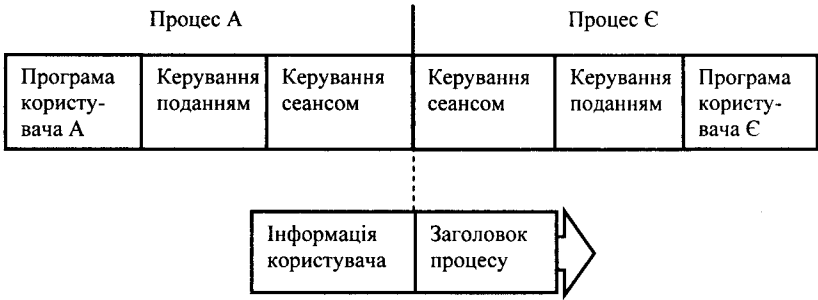 Процес А
Процес Є
Програма
користу-
вача А
Керування
поданням
Керування
сеансом
Керування
сеансом
Керування
поданням
Програма
користу-
вача Є
Інформація
користувача
Заголовок
процесу